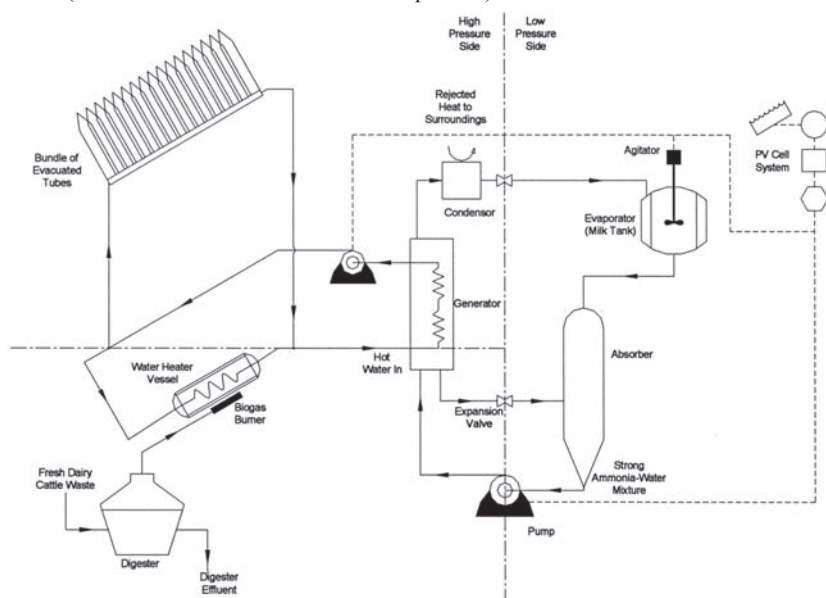 High
Pressure
Side
Low
Pressure
Side
Rejected
Heat to
Surroundings
Bundle of
Evacuated
Tubes
Condensor
Agitator
PV Cell
System
Evaporator
(Milk Tank)
Generator
Absorber
Water Heater
Vessel
Hot
Water In
Biogas
Burner
Expansion
Valve
Fresh Dairy
Cattle Waste
Strong
Ammonia-Water
Mixture
Pump
Digester
Digester
Effluent